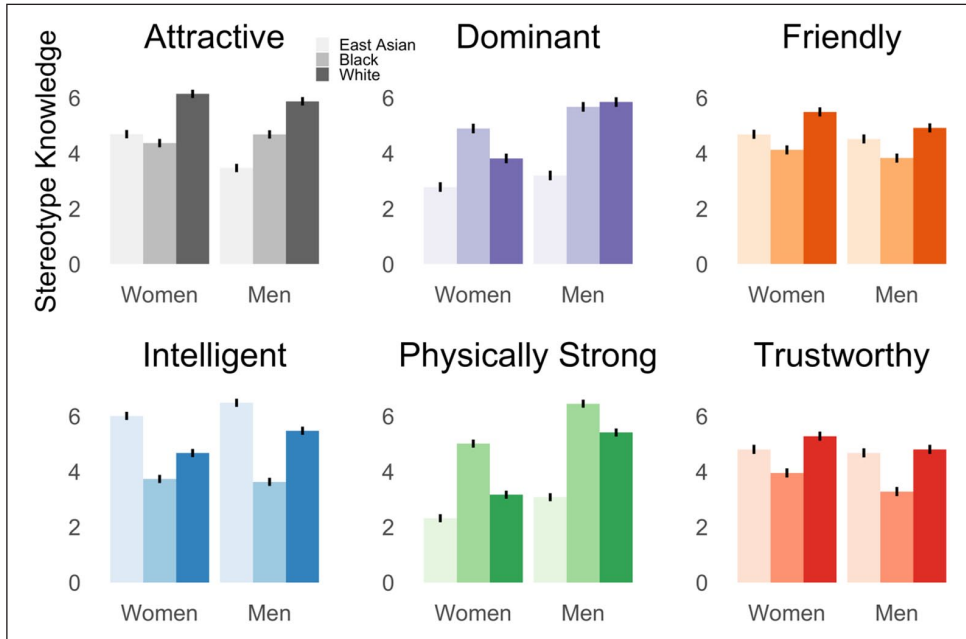 Attractive
Dominant
Friendly
East Asian
Black
White
Stereotype Knowledge
6
4
2
0
Women Men
6
4
2
0
Women Men
6
4
2
0
Women Men
Intelligent
Physically Strong
Trustworthy
6
4
2
0
Women Men
6
4
2
0
Women Men
6
4
2
0
Women Men